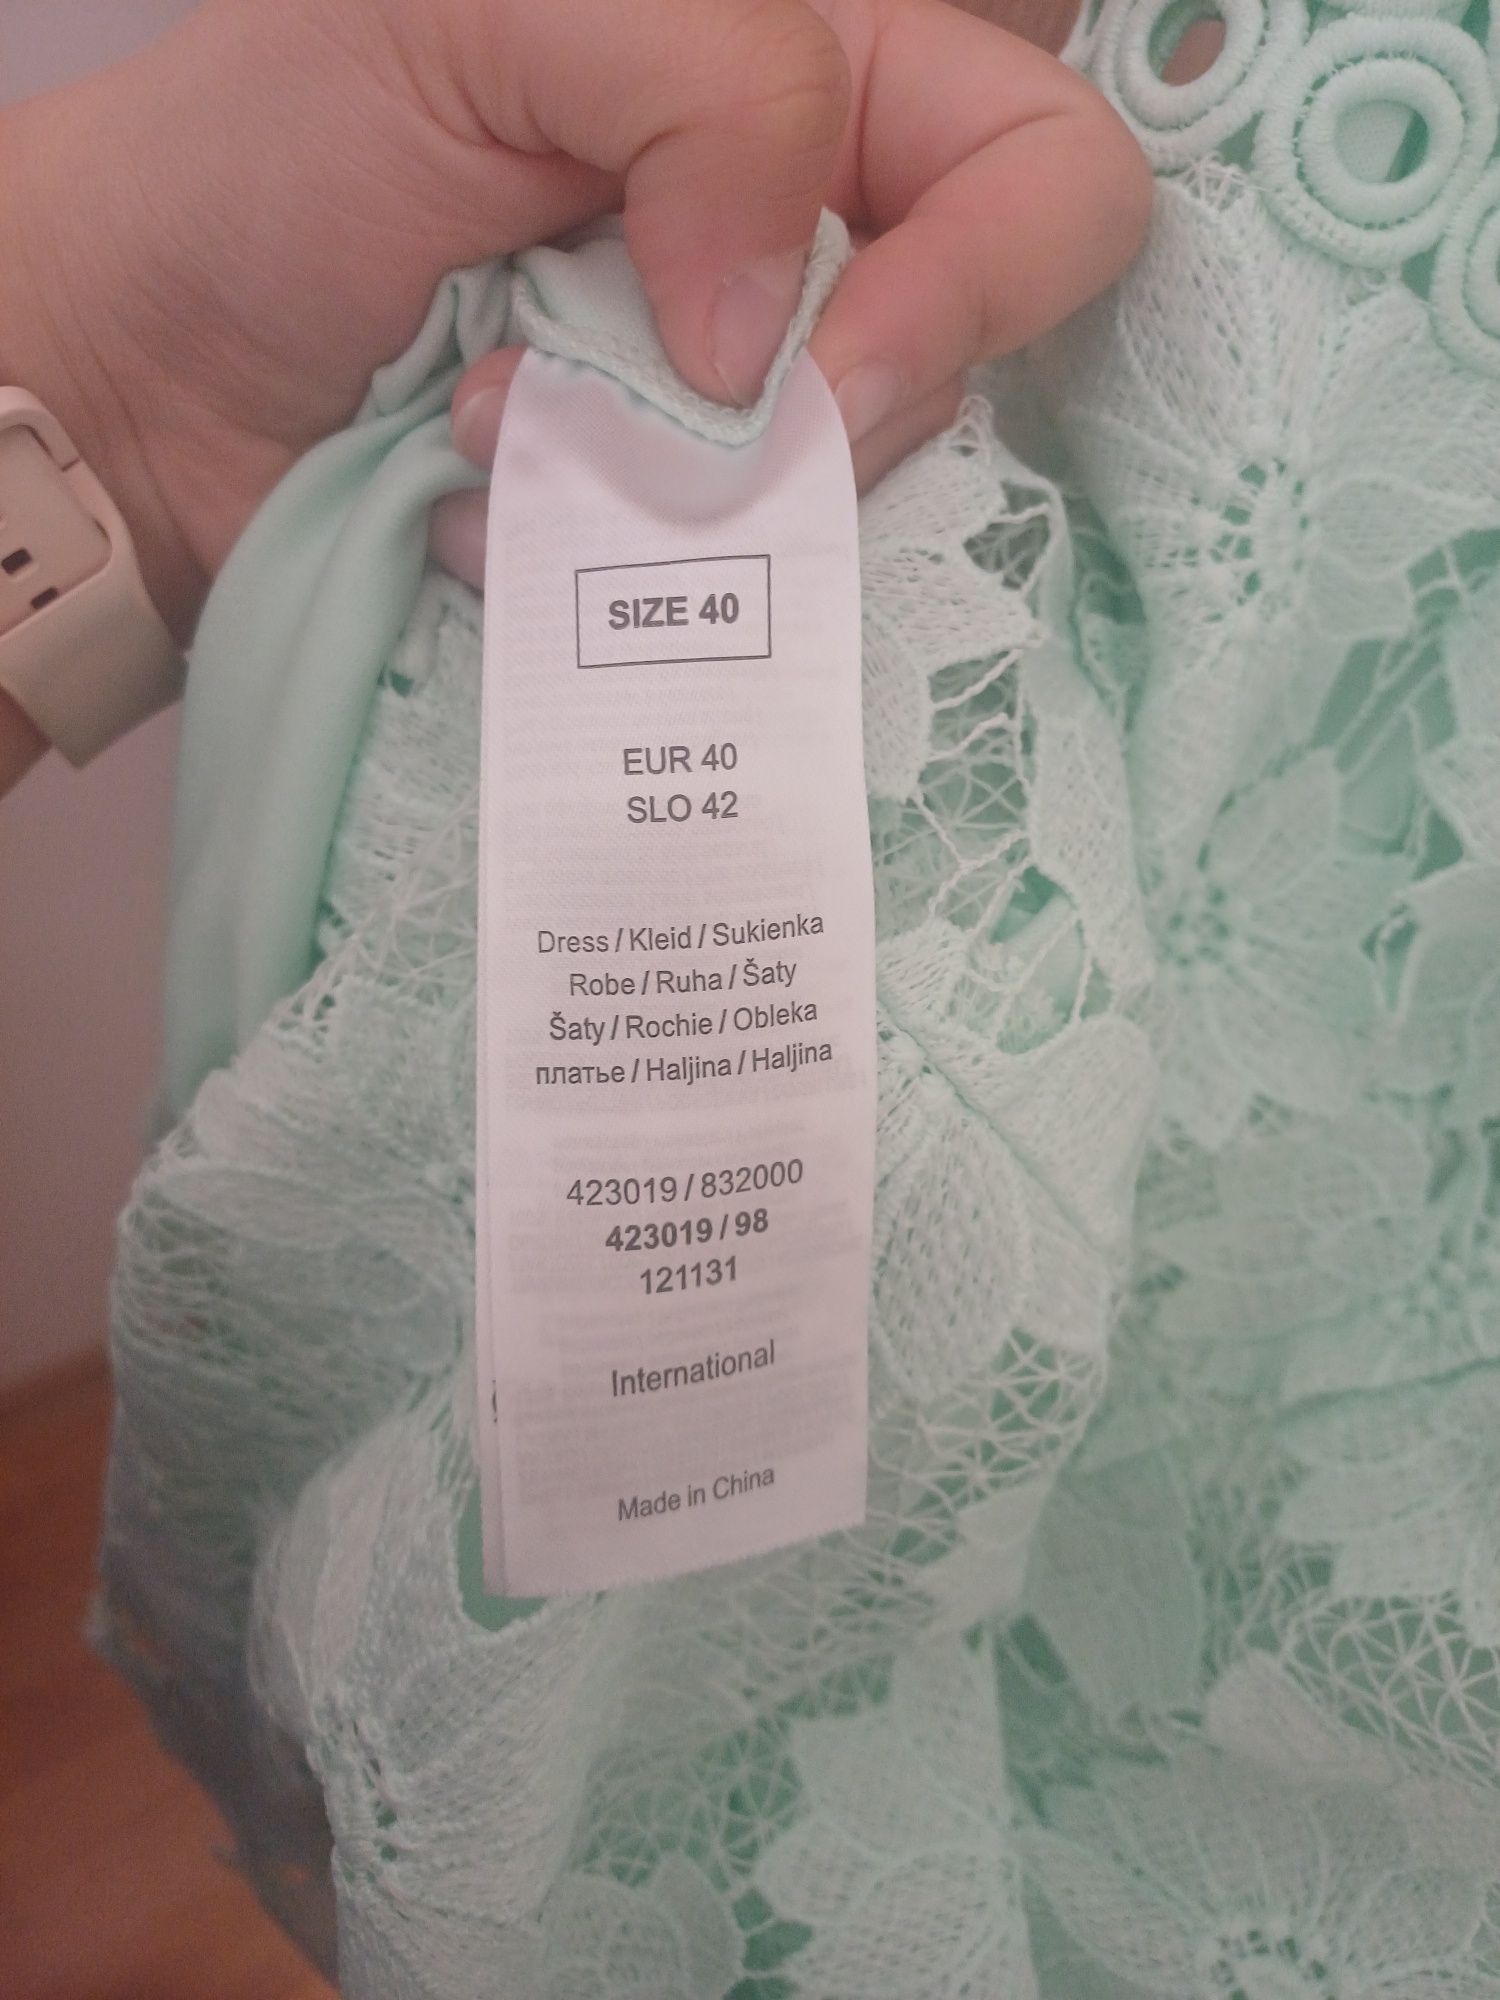 SIZE 40
EUR 40
SLO 42
Dress / Kleid / Sukienka
Robe / Ruha / Šaty
Šaty / Rochie / Obleka
платье / Haljina / Haljina
423019 / 832000
423019 / 98
121131
International
Made in China